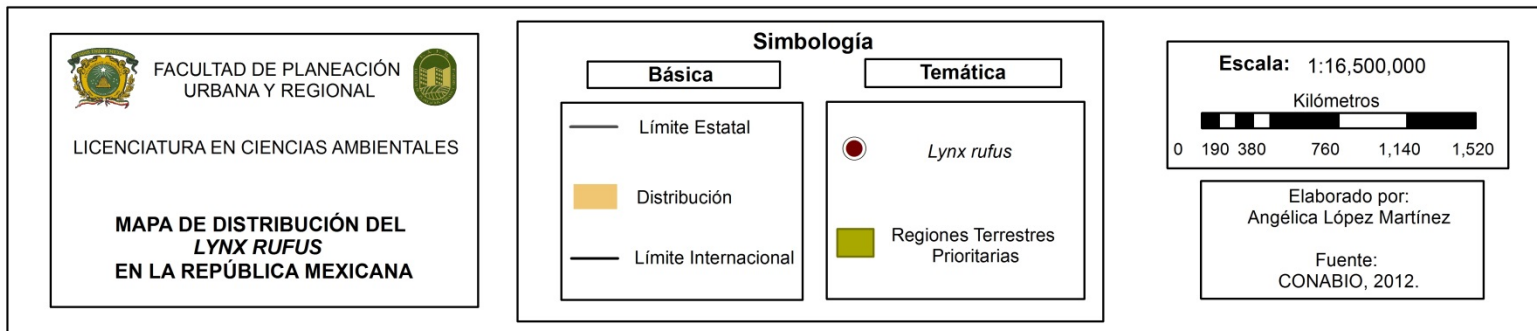 FACULTAD DE PLANEACIÓN
URBANA Y REGIONAL
LICENCIATURA EN CIENCIAS AMBIENTALES
MAPA DE DISTRIBUCIÓN DEL
LYNX RUFUS
EN LA REPÚBLICA MEXICANA
Simbología
Básica
Límite Estatal
Distribución
Límite Internacional
Temática
Lynx rufus
Regiones Terrestres
Prioritarias
Escala: 1:16,500,000
Kilómetros
0 190 380 760 1,140 1,520
Elaborado por:
Angélica López Martínez
Fuente:
CONABIO, 2012.